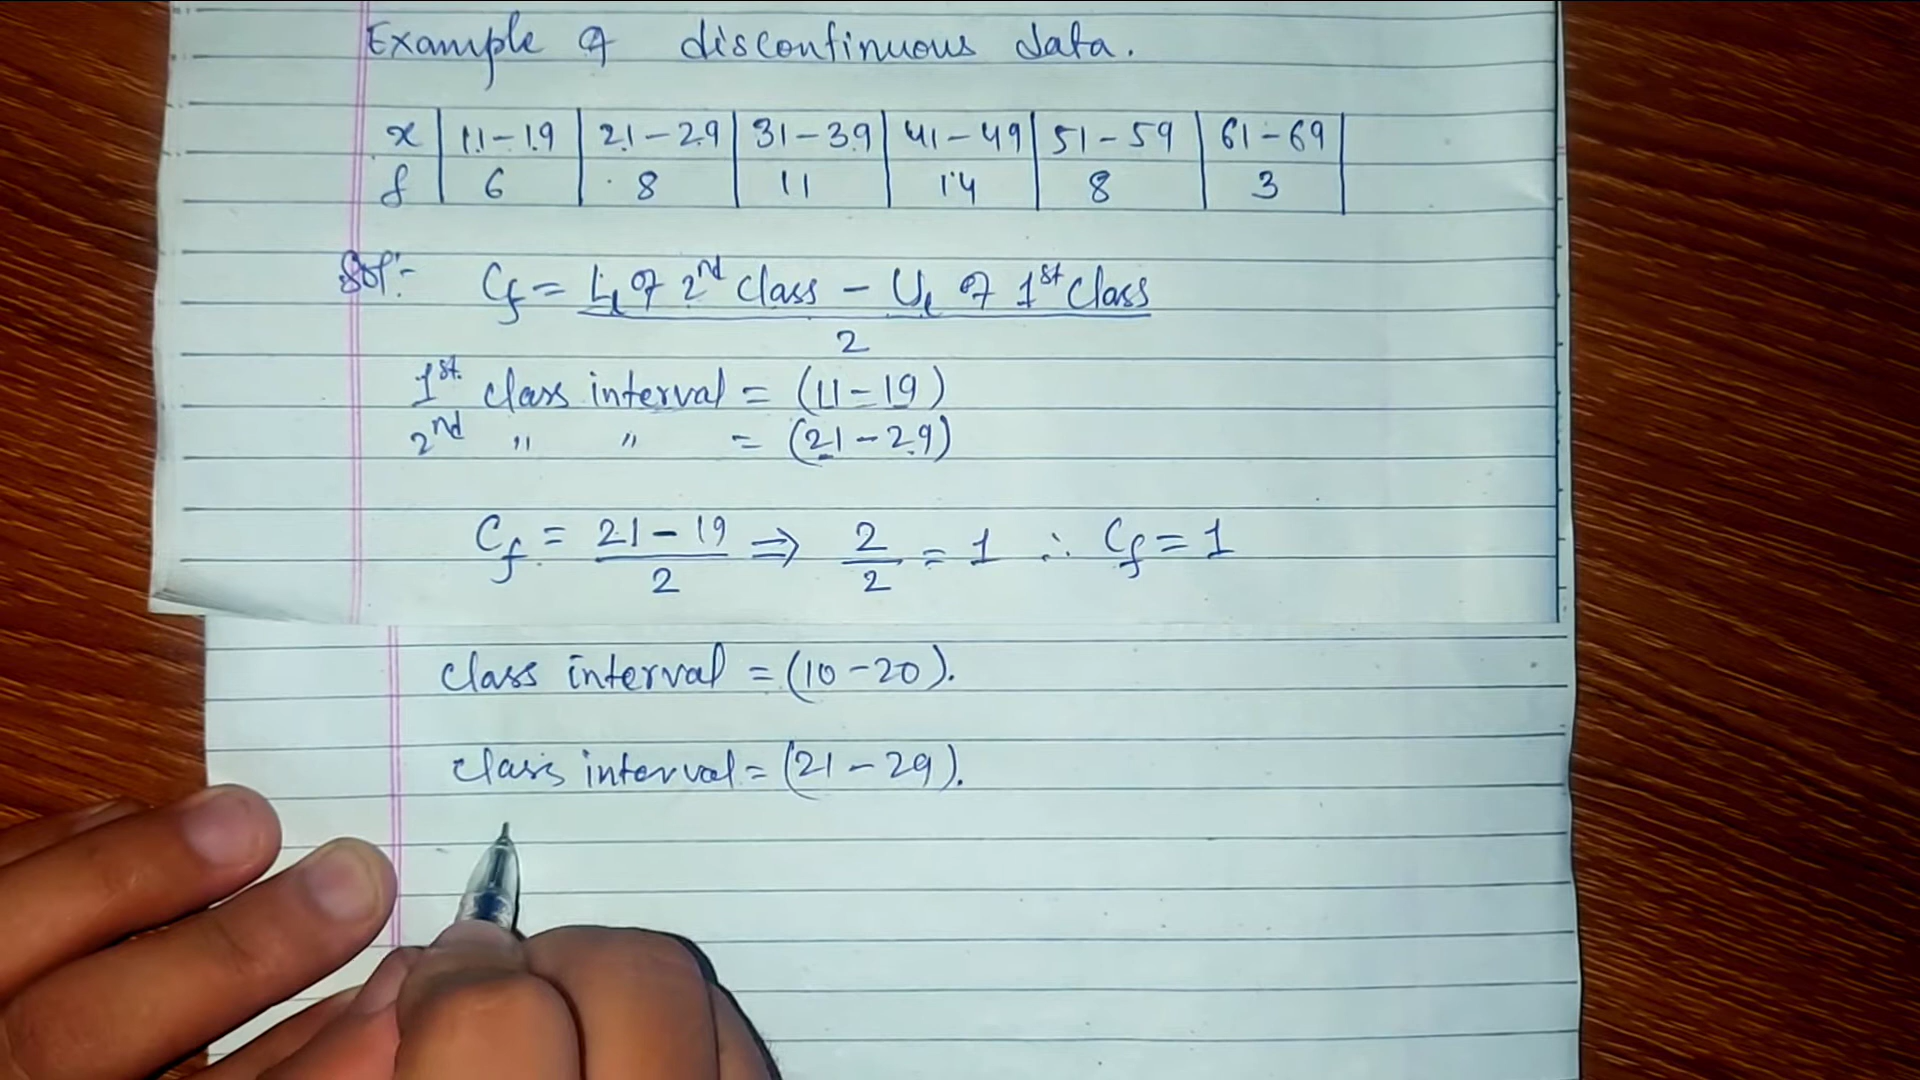 Example of discontinuous data.
x | 11-19 | 21-29 | 31-39 | 41-49 | 51-59 | 61-69 |
f | 6 | 8 | 11 | 14 | 8 | 3 |
Sol:- Cf = Ll of 2nd class - Ul of 1st class
2
1st class interval = (11-19)
2nd " " = (21-29)
Cf = 21-19 ⇒ 2 = 1 ∴ Cf = 1
2 2
class interval = (10-20).
class interval = (21-29).